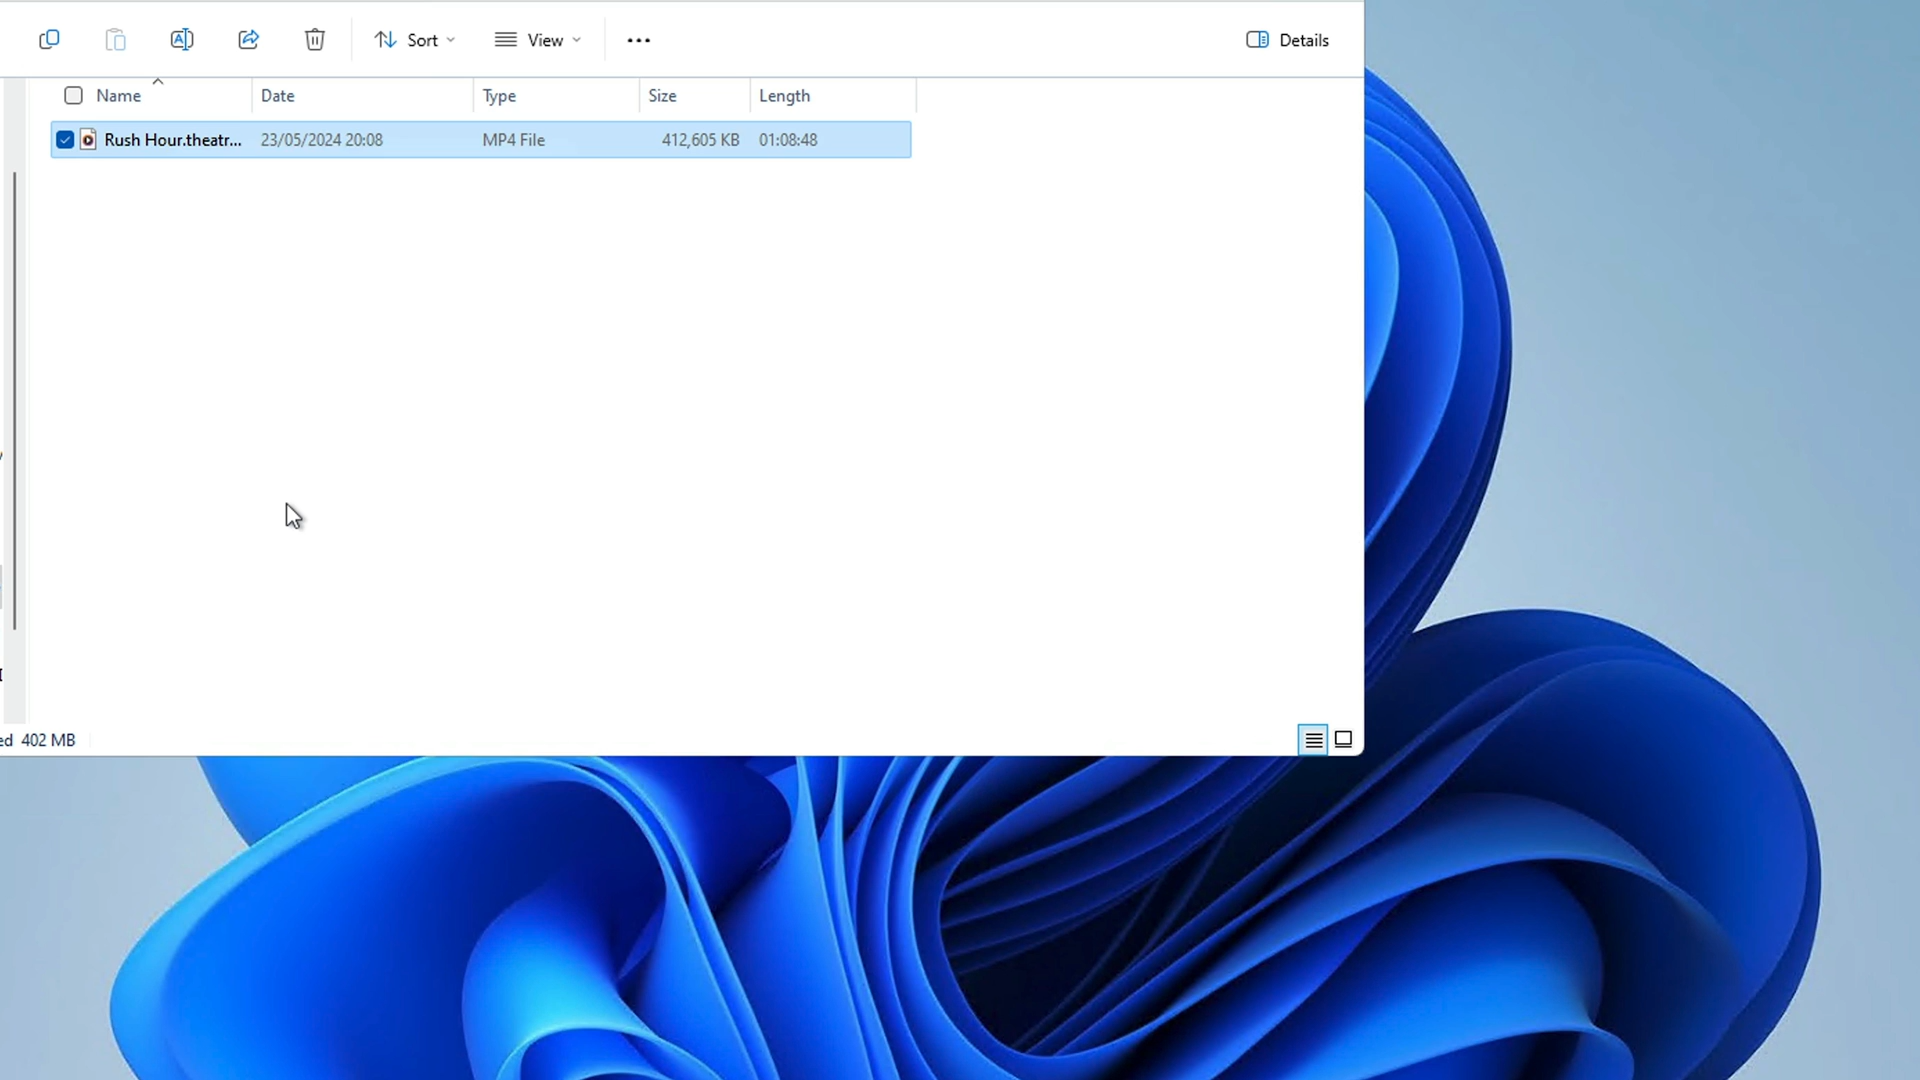 Sort View Details
Name Date Type Size Length
Rush Hour.theatr... 23/05/2024 20:08 MP4 File 412,605 KB 01:08:48
ed 402 MB